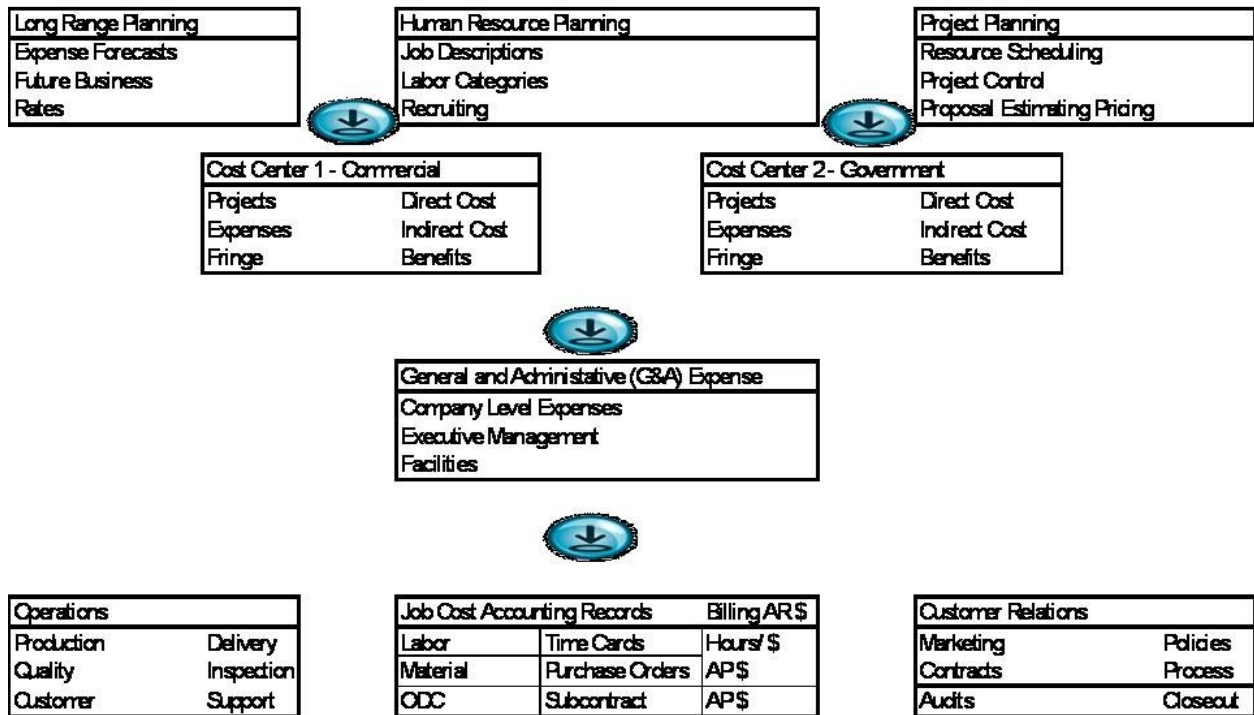 Long Range Planning
Expense Forecasts
Future Business
Rates
Human Resource Planning
Job Descriptions
Labor Categories
Recruiting
Project Planning
Resource Scheduling
Project Control
Proposal Estimating Pricing
Cost Center 1 - Commercial
Projects Direct Cost
Expenses Indirect Cost
Fringe Benefits
Cost Center 2 - Government
Projects Direct Cost
Expenses Indirect Cost
Fringe Benefits
General and Administative (G&A) Expense
Company Level Expenses
Executive Management
Facilities
Operations
Production Delivery
Quality Inspection
Customer Support
Job Cost Accounting Records Billing AR $
Labor Time Cards Hours/ $
Material Purchase Orders AP $
ODC Subcontract AP $
Customer Relations
Marketing Policies
Contracts Process
Audits Closeout